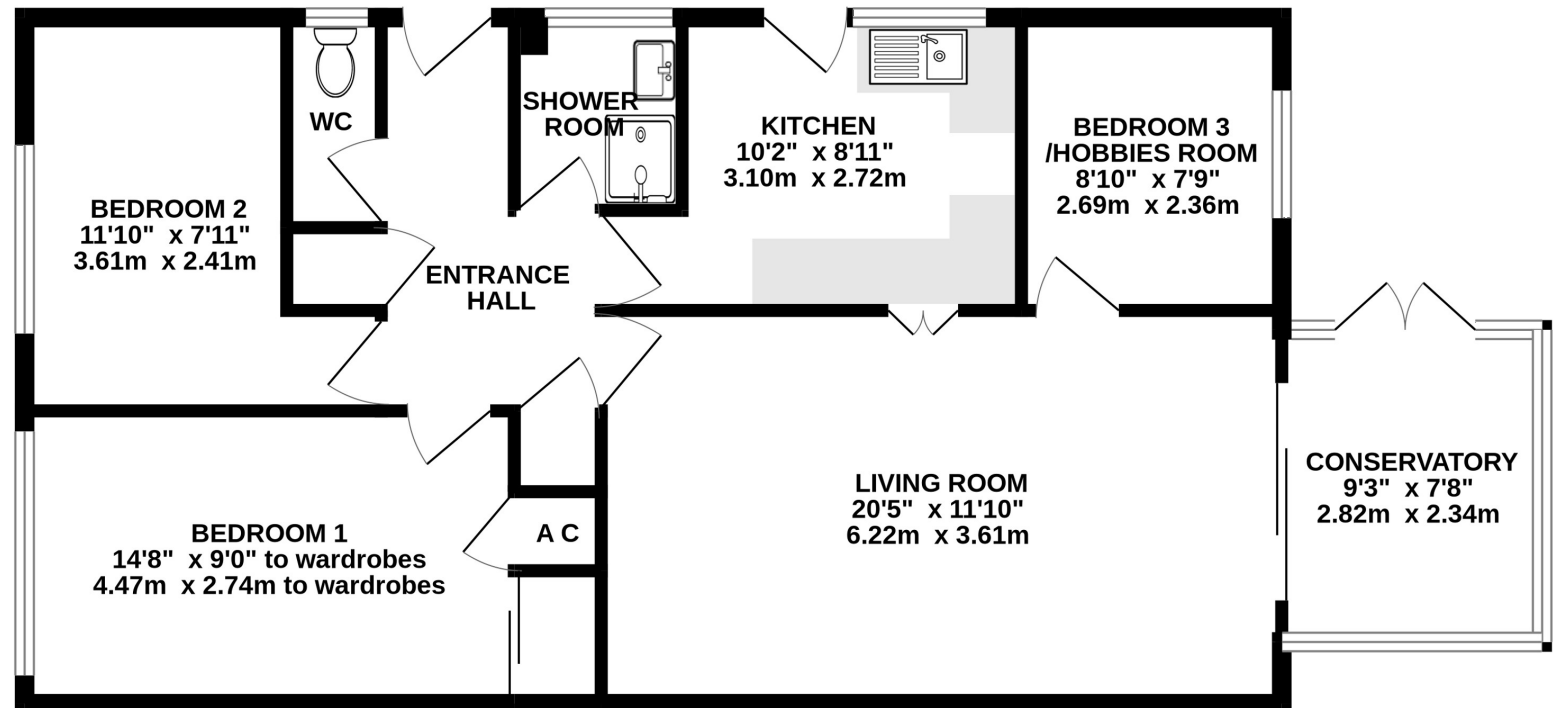 WC
SHOWER
ROOM
KITCHEN
10'2" x 8'11"
3.10m x 2.72m
BEDROOM 3
/HOBBIES ROOM
8'10" x 7'9"
2.69m x 2.36m
BEDROOM 2
11'10" x 7'11"
3.61m x 2.41m
ENTRANCE
HALL
BEDROOM 1
14'8" x 9'0" to wardrobes
4.47m x 2.74m to wardrobes
A C
LIVING ROOM
20'5" x 11'10"
6.22m x 3.61m
CONSERVATORY
9'3" x 7'8"
2.82m x 2.34m